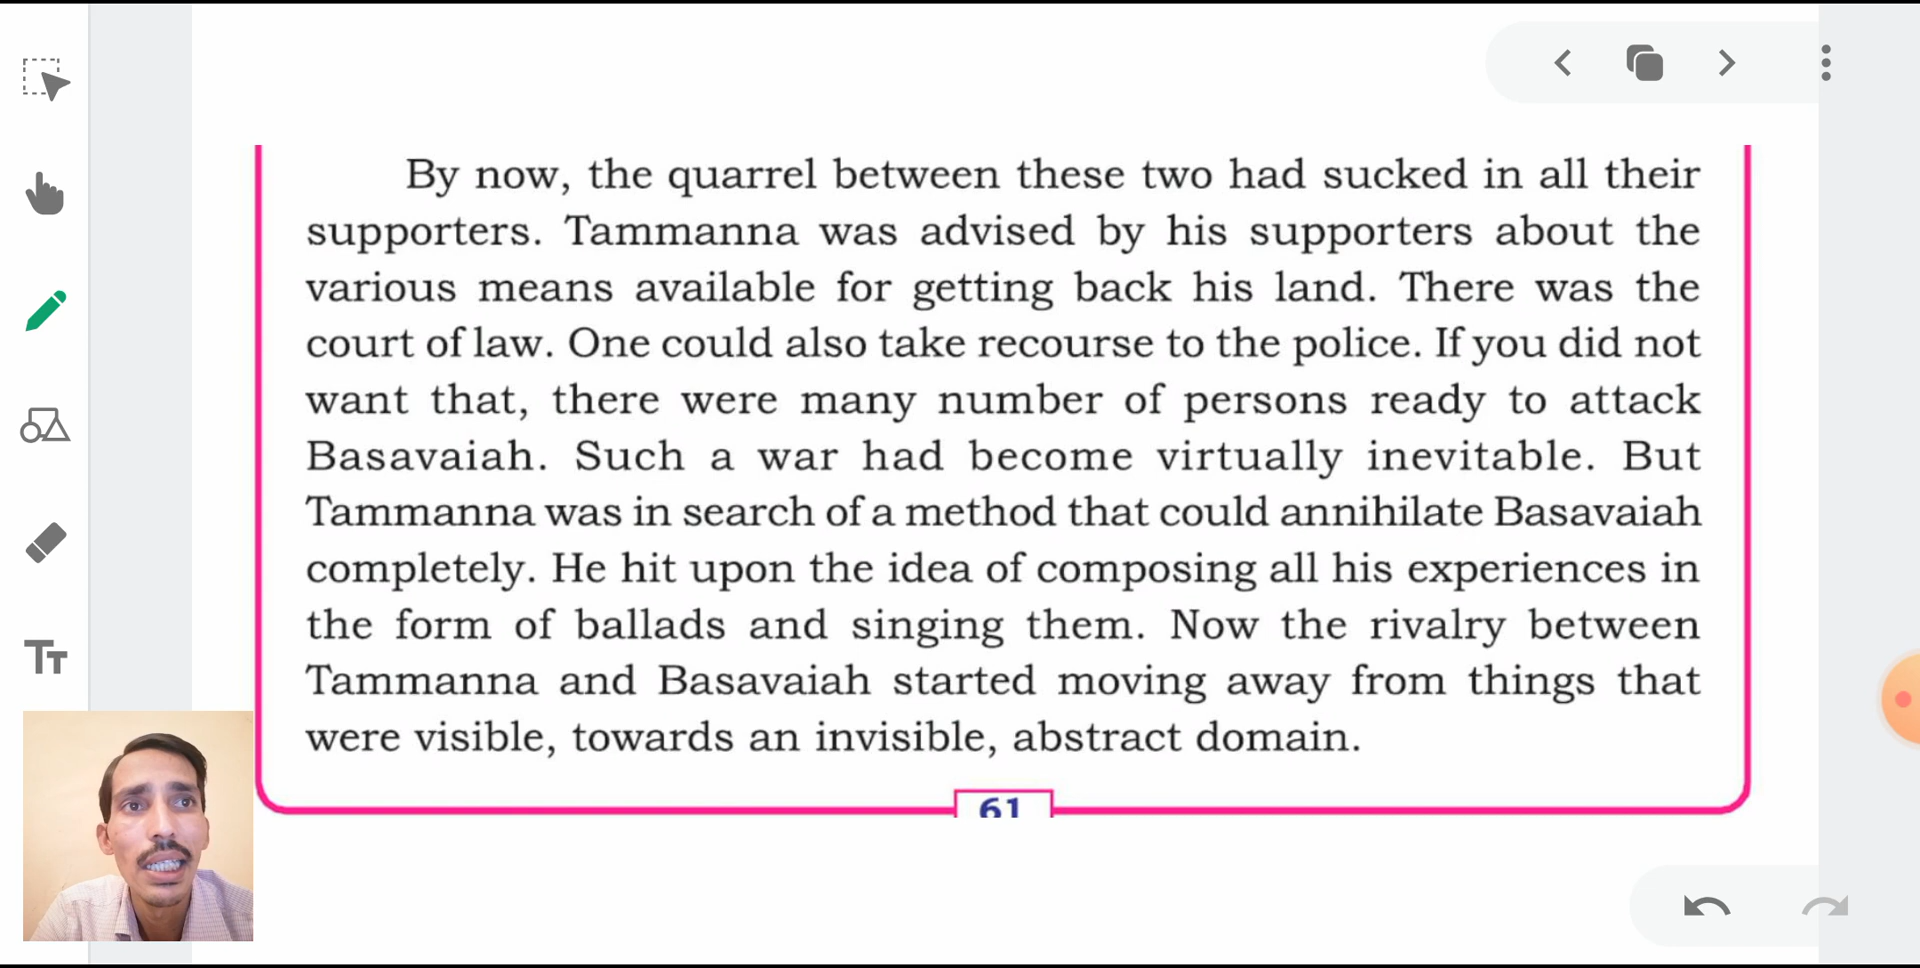 By now, the quarrel between these two had sucked in all their
supporters. Tammanna was advised by his supporters about the
various means available for getting back his land. There was the
court of law. One could also take recourse to the police. If you did not
want that, there were many number of persons ready to attack
Basavaiah. Such a war had become virtually inevitable. But
Tammanna was in search of a method that could annihilate Basavaiah
completely. He hit upon the idea of composing all his experiences in
the form of ballads and singing them. Now the rivalry between
Tammanna and Basavaiah started moving away from things that
were visible, towards an invisible, abstract domain.
Tт
61